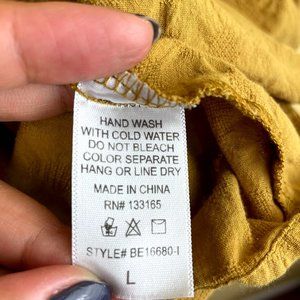 HAND WASH
WITH COLD WATER
DO NOT BLEACH
COLOR SEPARATE
HANG OR LINE DRY
MADE IN CHINA
RN# 133165
STYLE# BE16680-I
L